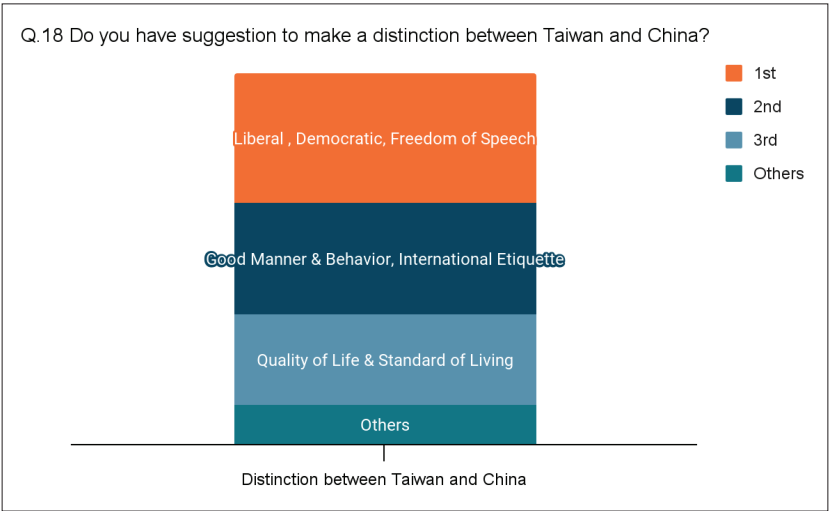 Q.18 Do you have suggestion to make a distinction between Taiwan and China?
1st
2nd
3rd
Others
Liberal , Democratic, Freedom of Speech
Good Manner & Behavior, International Etiquette
Quality of Life & Standard of Living
Others
Distinction between Taiwan and China